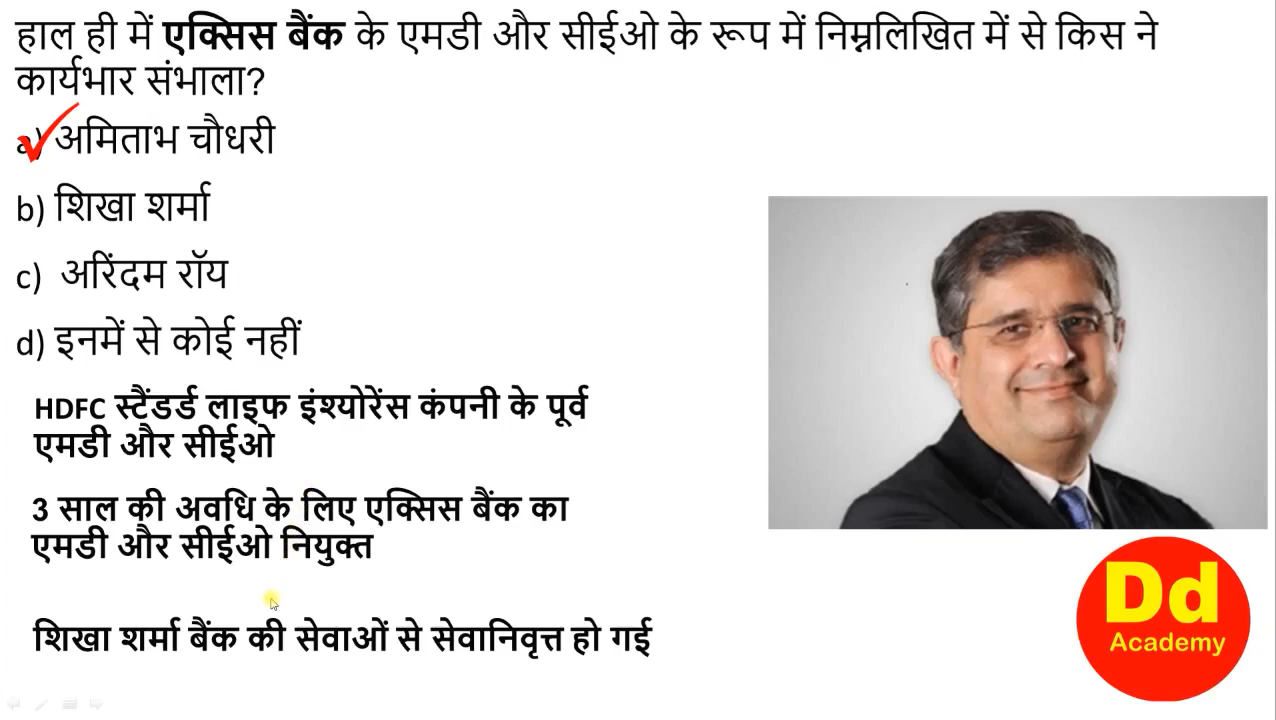 हाल ही में एक्सिस बैंक के एमडी और सीईओ के रूप में निम्नलिखित में से किस ने
कार्यभार संभाला?
a) अमिताभ चौधरी
b) शिखा शर्मा
c) अरिंदम रॉय
d) इनमें से कोई नहीं
HDFC स्टैंडर्ड लाइफ इंश्योरेंस कंपनी के पूर्व
एमडी और सीईओ
3 साल की अवधि के लिए एक्सिस बैंक का
एमडी और सीईओ नियुक्त
शिखा शर्मा बैंक की सेवाओं से सेवानिवृत्त हो गई
Dd
Academy